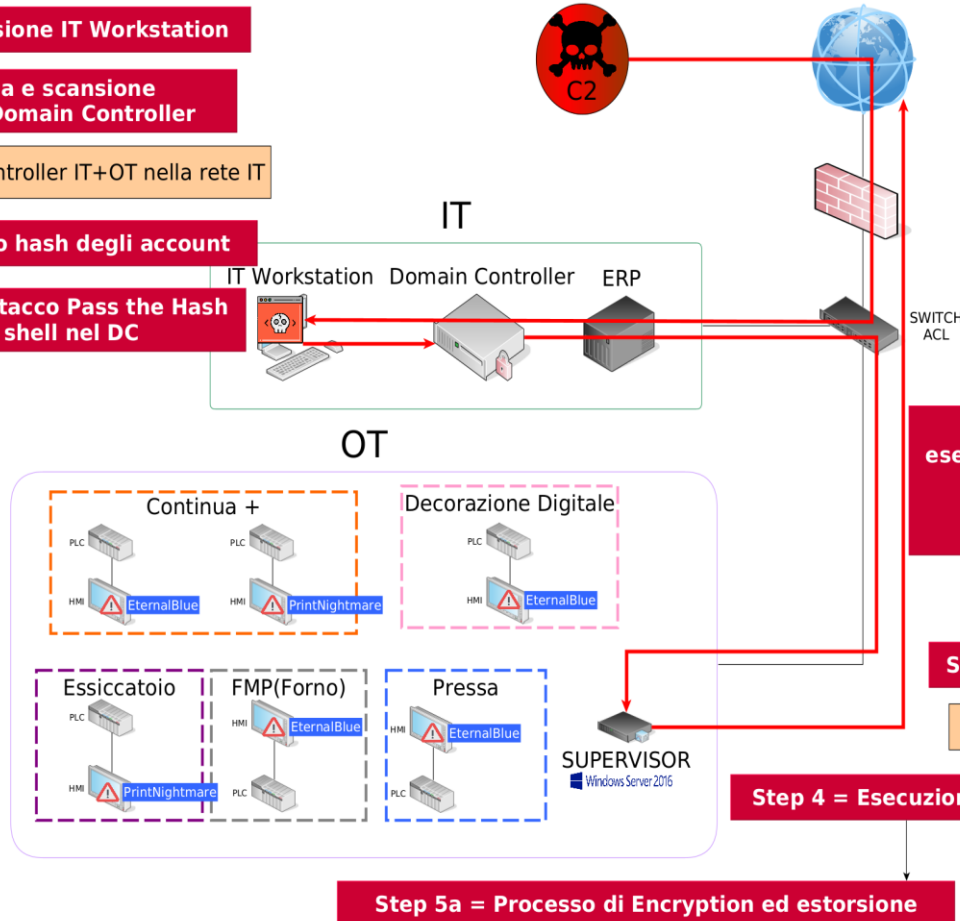 sione IT Workstation
a e scansione
Domain Controller
ntroller IT+OT nella rete IT
o hash degli account
tacco Pass the Hash
shell nel DC
C2
IT
IT Workstation
Domain Controller
ERP
SWITCH
ACL
OT
Continua +
PLC
PLC
HMI
EternalBlue
HMI
PrintNightmare
Decorazione Digitale
PLC
HMI
EternalBlue
Essiccatoio
PLC
HMI
PrintNightmare
FMP(Forno)
HMI
EternalBlue
PLC
Pressa
HMI
EternalBlue
PLC
SUPERVISOR
Windows Server 2016
ese
S
Step 4 = Esecuzion
Step 5a = Processo di Encryption ed estorsione